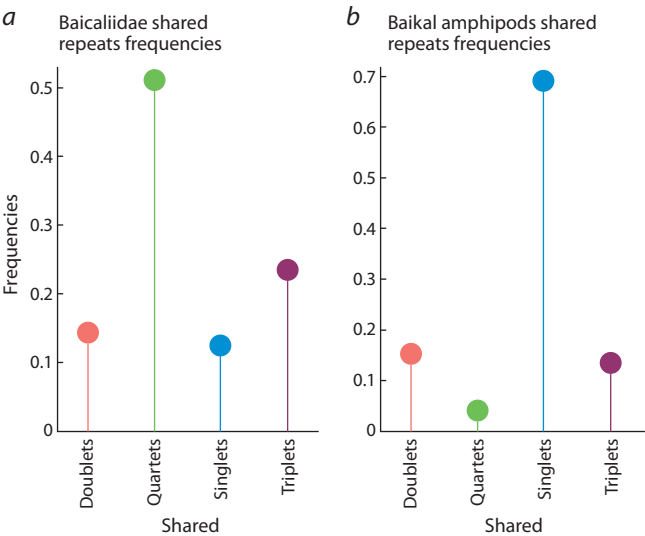 a
Baicaliidae shared
repeats frequencies
Frequencies
0.5
0.4
0.3
0.2
0.1
0
Doublets
Quartets
Singlets
Triplets
Shared
b
Baikal amphipods shared
repeats frequencies
0.7
0.6
0.5
0.4
0.3
0.2
0.1
0
Doublets
Quartets
Singlets
Triplets
Shared